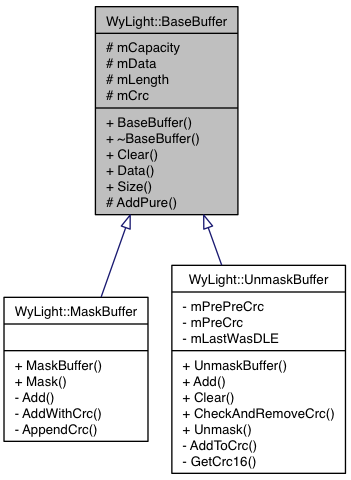 WyLight::BaseBuffer
# mCapacity
# mData
# mLength
# mCrc
+ BaseBuffer()
+ ~BaseBuffer()
+ Clear()
+ Data()
+ Size()
# AddPure()
WyLight::MaskBuffer
+ MaskBuffer()
+ Mask()
- Add()
- AddWithCrc()
- AppendCrc()
WyLight::UnmaskBuffer
- mPrePreCrc
- mPreCrc
- mLastWasDLE
+ UnmaskBuffer()
+ Add()
+ Clear()
+ CheckAndRemoveCrc()
+ Unmask()
- AddToCrc()
- GetCrc16()